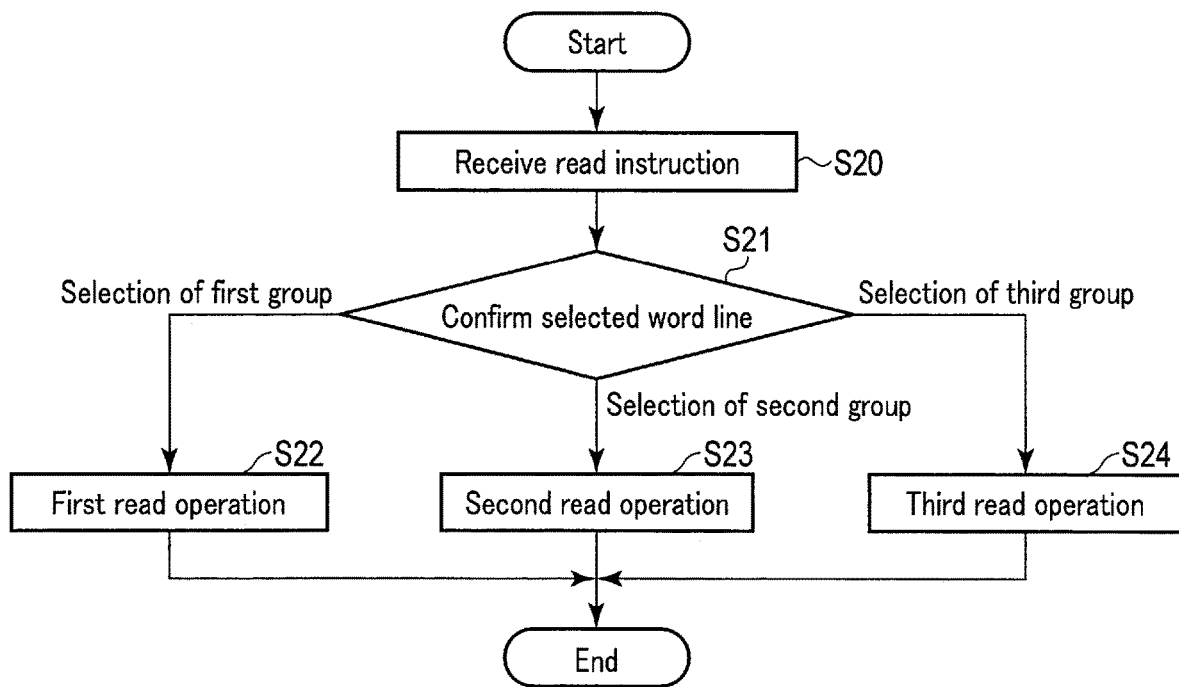 Start
Receive read instruction
S20
S21
Selection of first group
Confirm selected word line
Selection of third group
Selection of second group
S22
S23
S24
First read operation
Second read operation
Third read operation
End